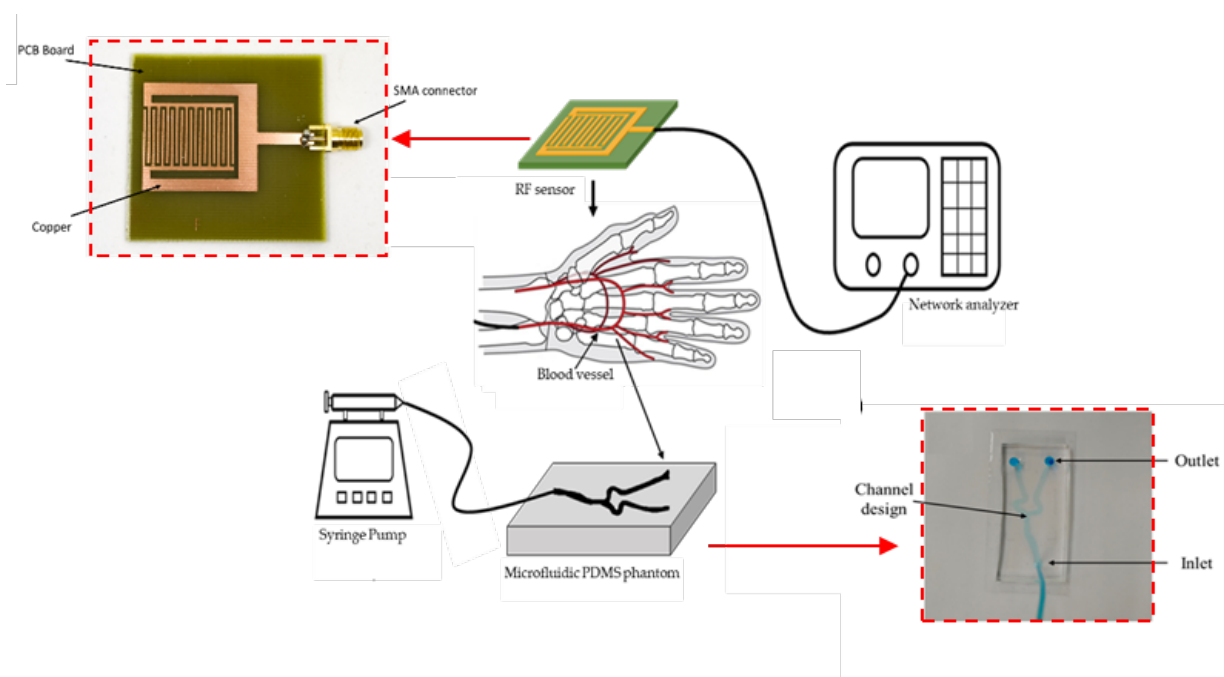 PCB Board
SMA connector
Copper
RF sensor
Network analyzer
Blood vessel
Syringe Pump
Microfluidic PDMS phantom
Channel
design
Outlet
Inlet